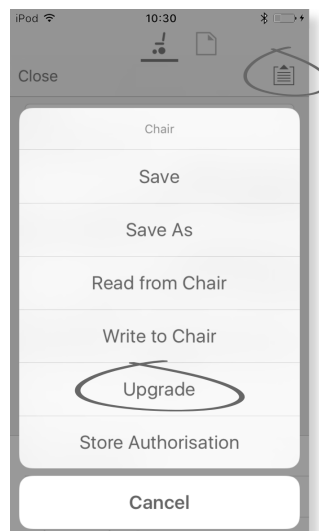 iPod 10:30
Close
Chair
Save
Save As
Read from Chair
Write to Chair
Upgrade
Store Authorisation
Cancel